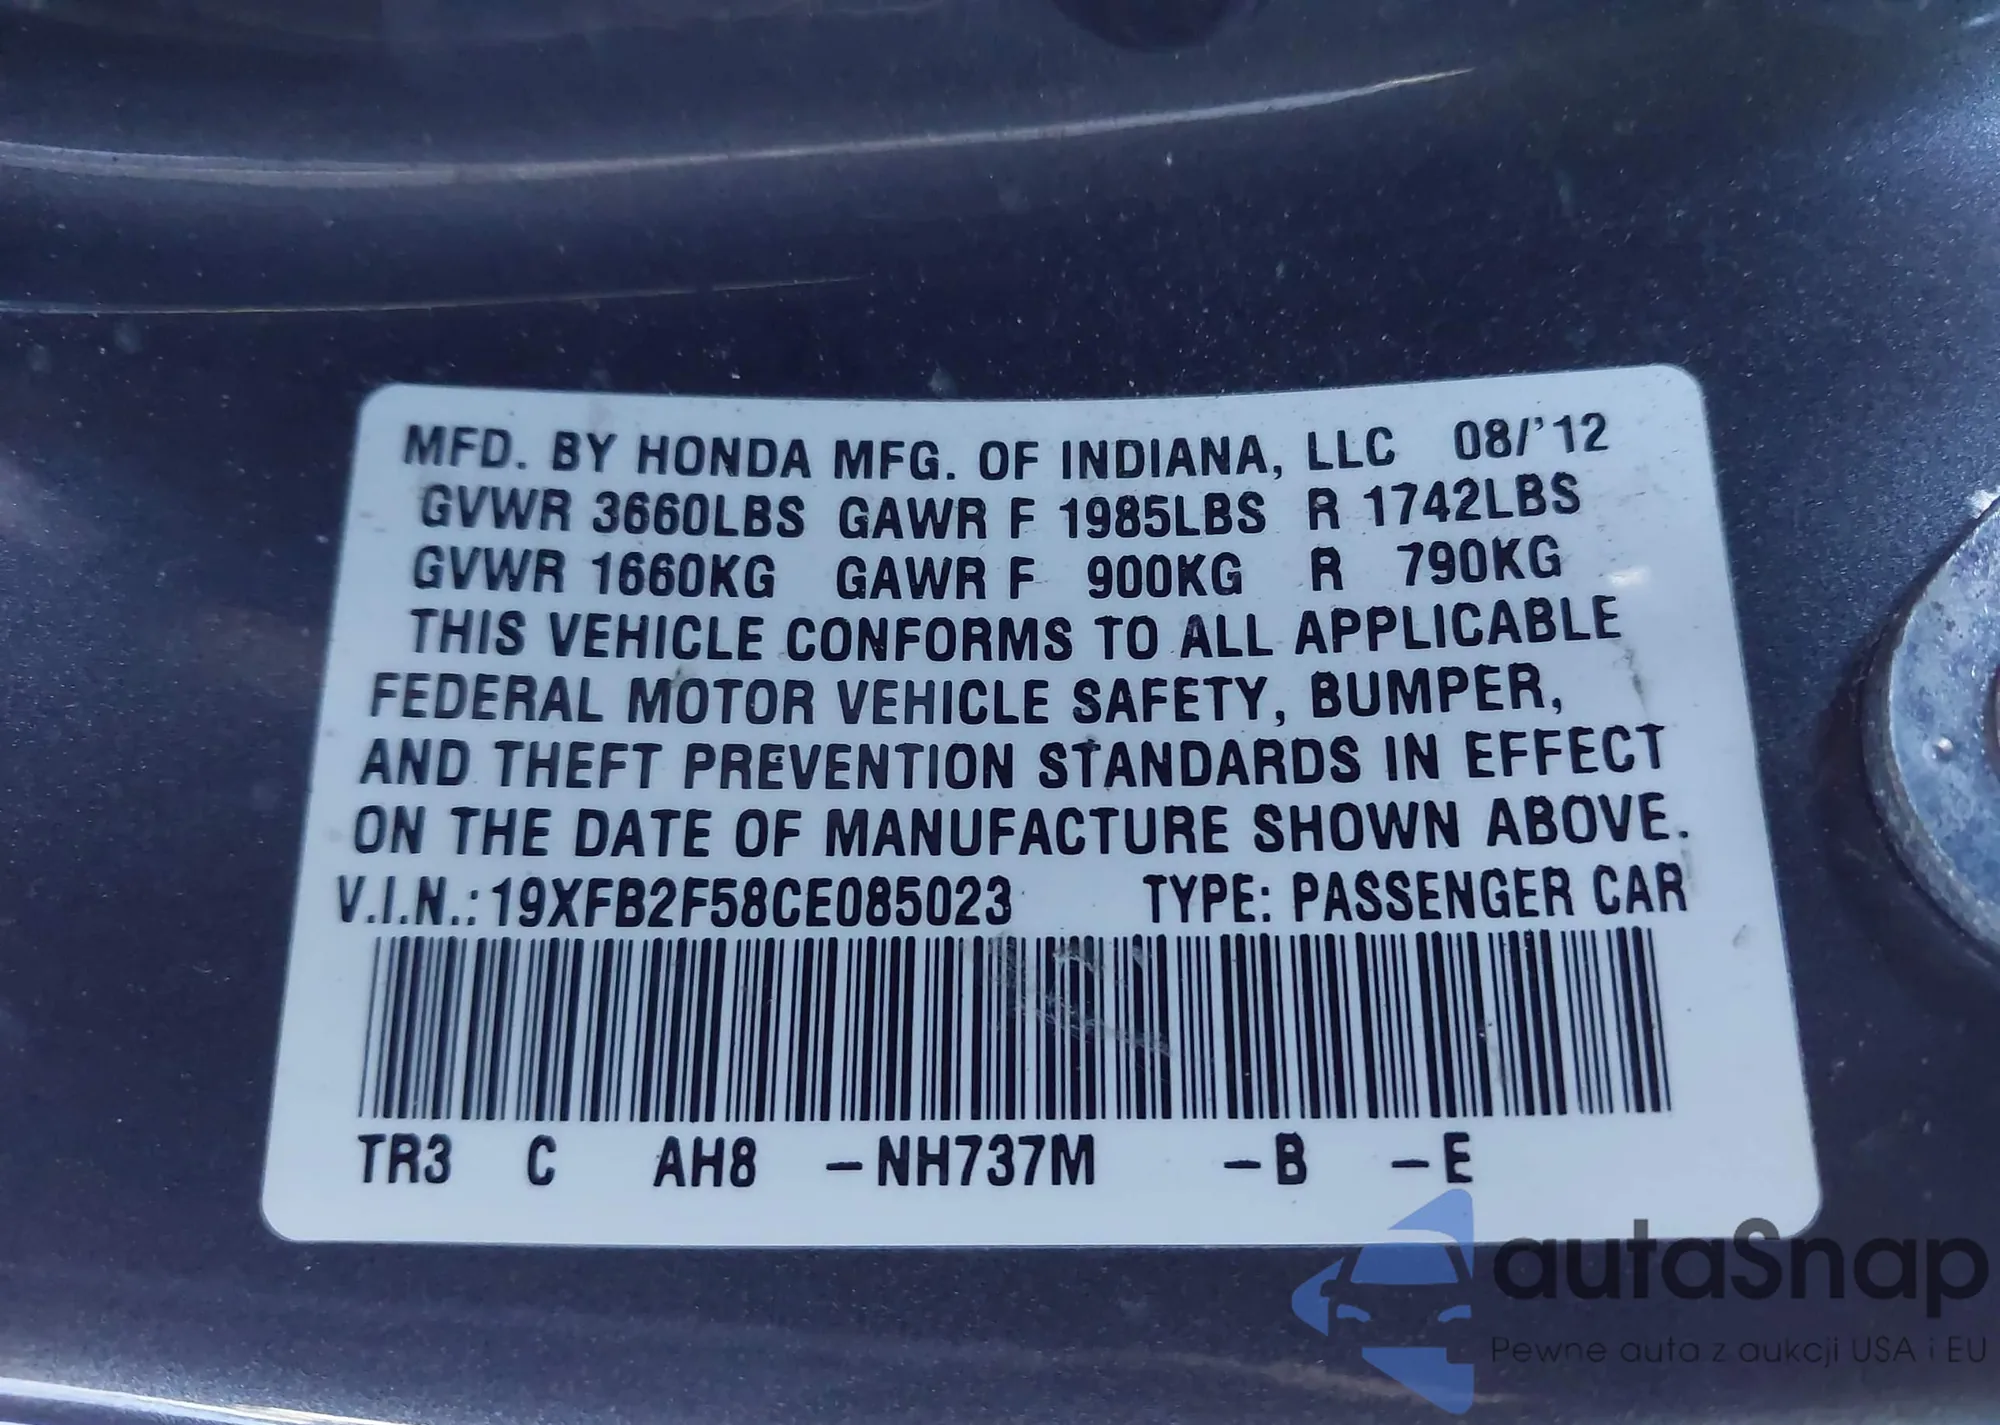 MFD. BY HONDA MFG. OF INDIANA, LLC 08/'12
GVWR 3660LBS GAWR F 1985LBS R 1742LBS
GVWR 1660KG GAWR F 900KG R 790KG
THIS VEHICLE CONFORMS TO ALL APPLICABLE
FEDERAL MOTOR VEHICLE SAFETY, BUMPER,
AND THEFT PREVENTION STANDARDS IN EFFECT
ON THE DATE OF MANUFACTURE SHOWN ABOVE.
V.I.N.: 19XFB2F58CE085023 TYPE: PASSENGER CAR
TR3 C AH8 –NH737M –B –E
autaSnap
Pewne auta z aukcji USA i EU